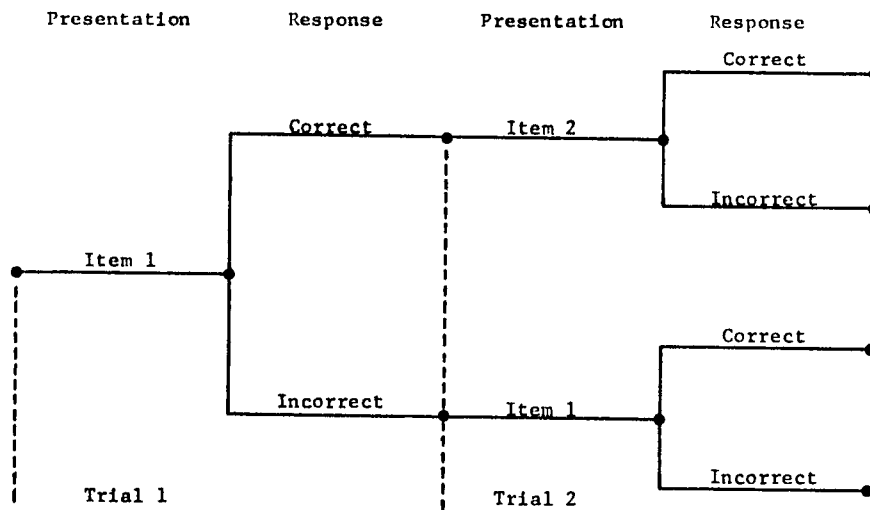 Presentation Response Presentation Response
Correct
Correct Item 2
Incorrect
Item 1
Correct
Incorrect Item 1
Incorrect
Trial 1 Trial 2